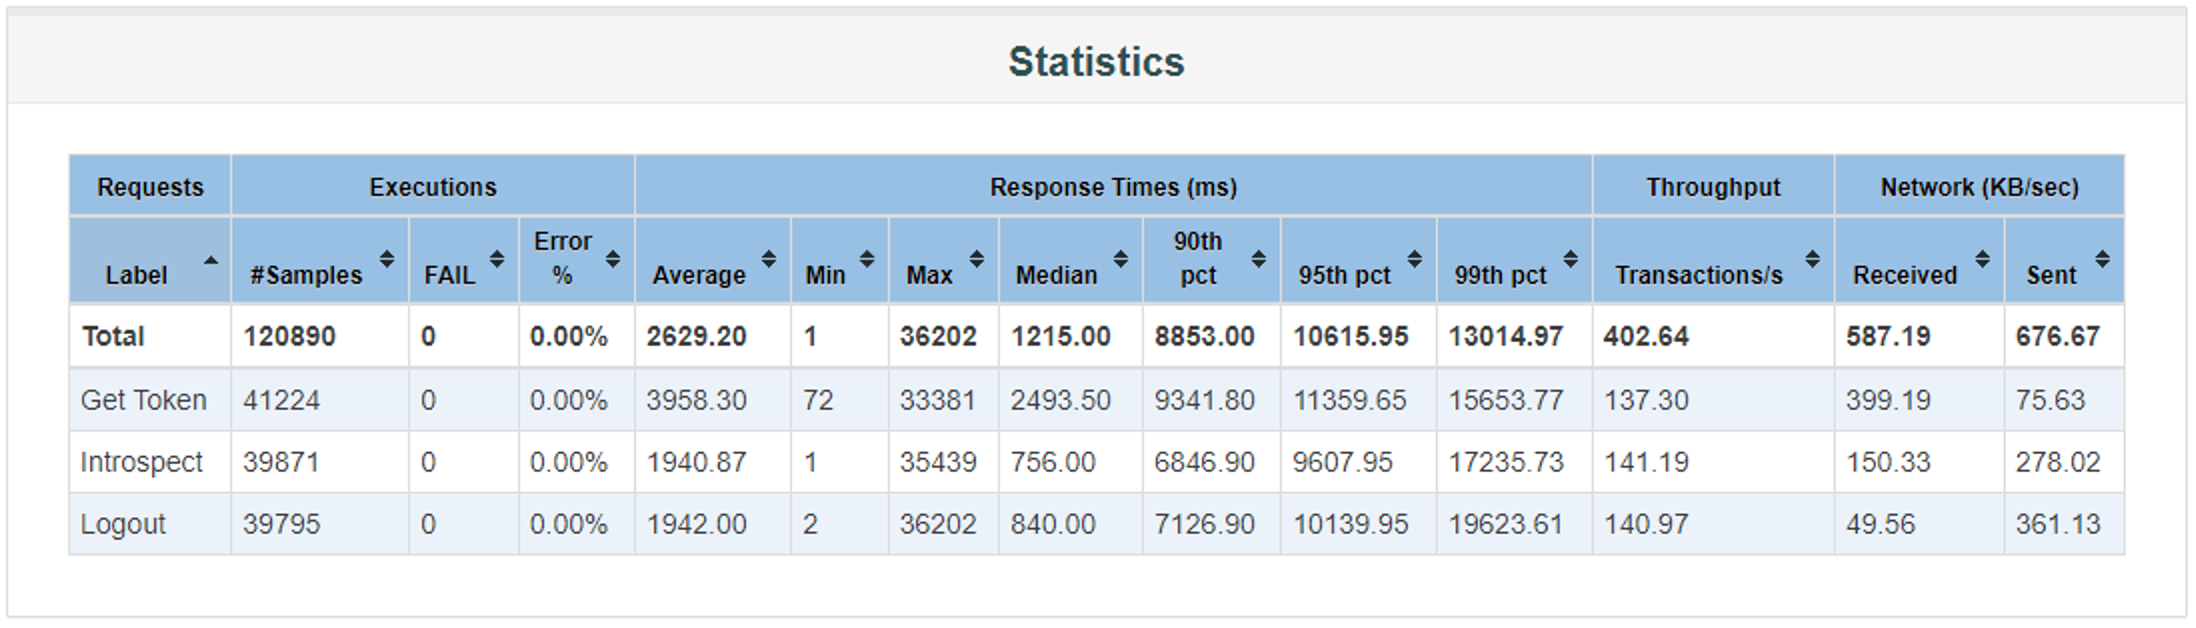 Statistics
Requests Executions Response Times (ms) Throughput Network (KB/sec)
Label #Samples FAIL Error % Average Min Max Median 90th pct 95th pct 99th pct Transactions/s Received Sent
Total 120890 0 0.00% 2629.20 1 36202 1215.00 8853.00 10615.95 13014.97 402.64 587.19 676.67
Get Token 41224 0 0.00% 3958.30 72 33381 2493.50 9341.80 11359.65 15653.77 137.30 399.19 75.63
Introspect 39871 0 0.00% 1940.87 1 35439 756.00 6846.90 9607.95 17235.73 141.19 150.33 278.02
Logout 39795 0 0.00% 1942.00 2 36202 840.00 7126.90 10139.95 19623.61 140.97 49.56 361.13